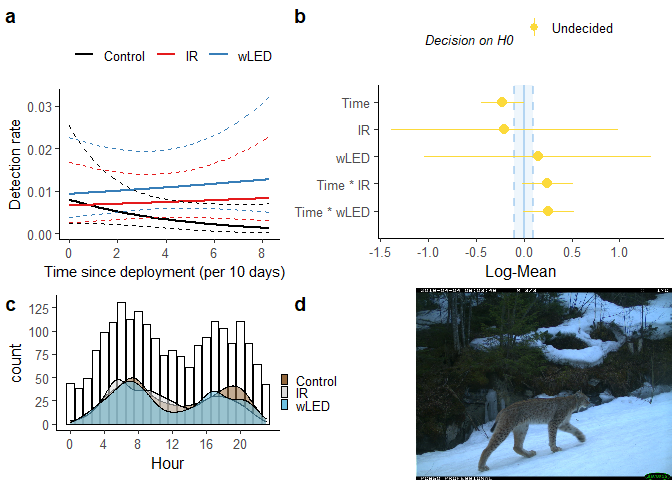 a
Control IR wLED
Detection rate
0.03
0.02
0.01
0.00
0 2 4 6 8
Time since deployment (per 10 days)
b
Decision on H0 Undecided
Time
IR
wLED
Time * IR
Time * wLED
-1.5 -1.0 -0.5 0.0 0.5 1.0
Log-Mean
c
count
125
100
75
50
25
0
0 4 8 12 16 20
Hour
Control
IR
wLED
d